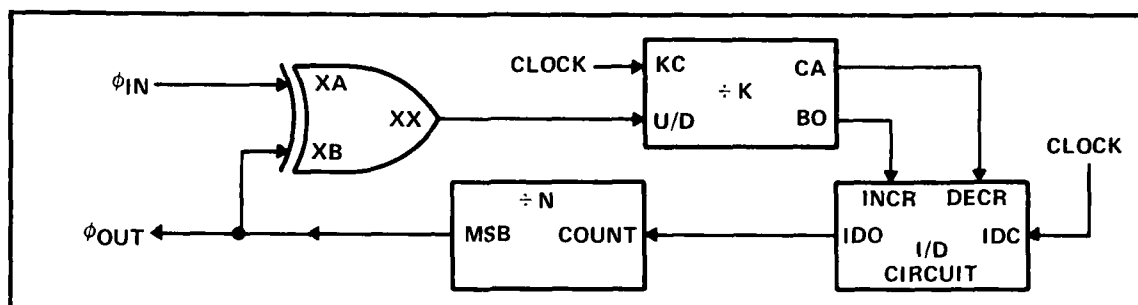 ϕIN
XA
XB
XX
CLOCK
KC
U/D
÷ K
CA
BO
CLOCK
INCR DECR
IDO
IDC
I/D
CIRCUIT
÷ N
MSB
COUNT
ϕOUT